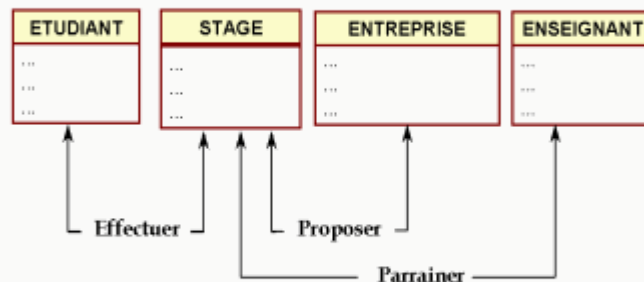 ETUDIANT STAGE ENTREPRISE ENSEIGNANT
... ... ... ...
... ... ... ...
... ... ... ...
Effectuer Proposer
Parrainer